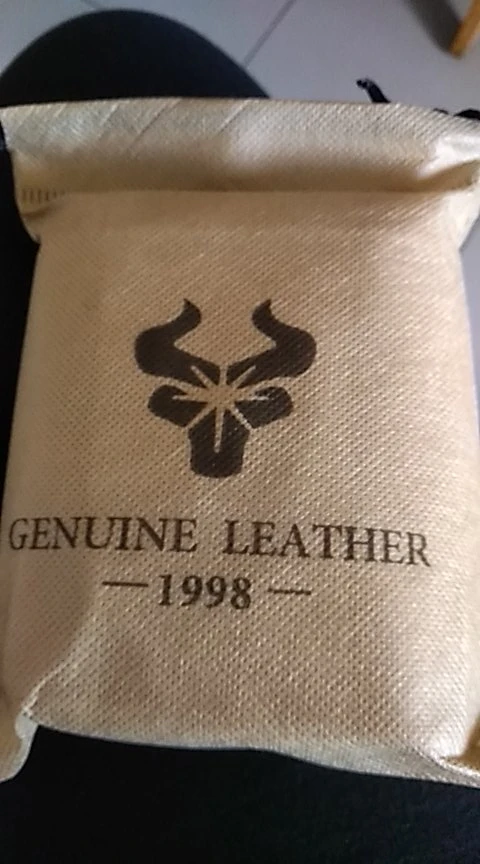 GENUINE LEATHER
— 1998 —